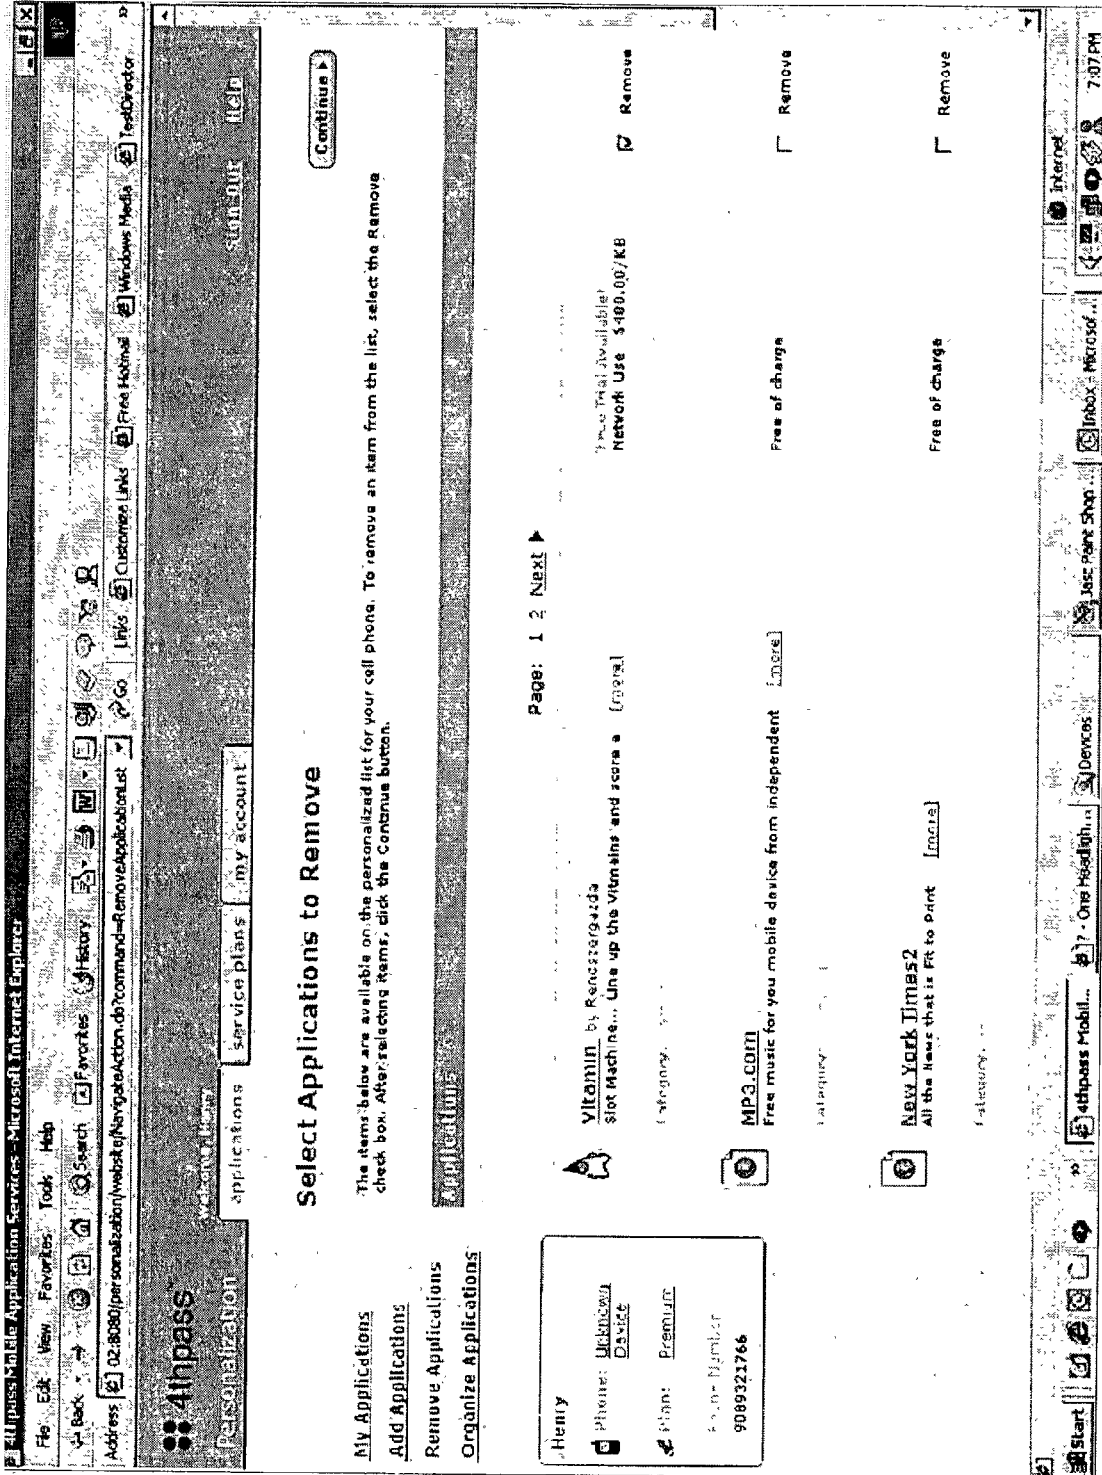 4thpass Mobile Application Services - Microsoft Internet Explorer
File Edit View Favorites Tools Help
Back Search Favorites History
Address 02:8080/personalization/website/NavigateAction.do?command=RemoveApplicationList Go Links Customize Links Free Hotmail Windows Media TestDirector
4thpass
Personalization
applications service plans my account sign out Help
My Applications
Add Applications
Remove Applications
Organize Applications
Henry
Phone: Unknown
Device
Plan: Premium
Phone Number
9089321766
Select Applications to Remove
Continue
The items below are available on the personalized list for your cell phone. To remove an item from the list, select the Remove
check box. After selecting items, click the Continue button.
Applications
Page: 1 2 Next
Vitamin by Rendszergazda
Slot Machine... Line up the Vitmains and score a [more]
Category:
Free Trial Available!
Network Use $400.00/KB
Remove
MP3.com
Free music for you mobile device from independent [more]
Category:
Free of charge
Remove
New York Times2
All the News that is Fit to Print [more]
Category:
Free of charge
Remove
Internet
Start 4thpass Mobil... ? - One Headligh... Devices Jasc Paint Shop... Inbox - Microsof... 7:07 PM